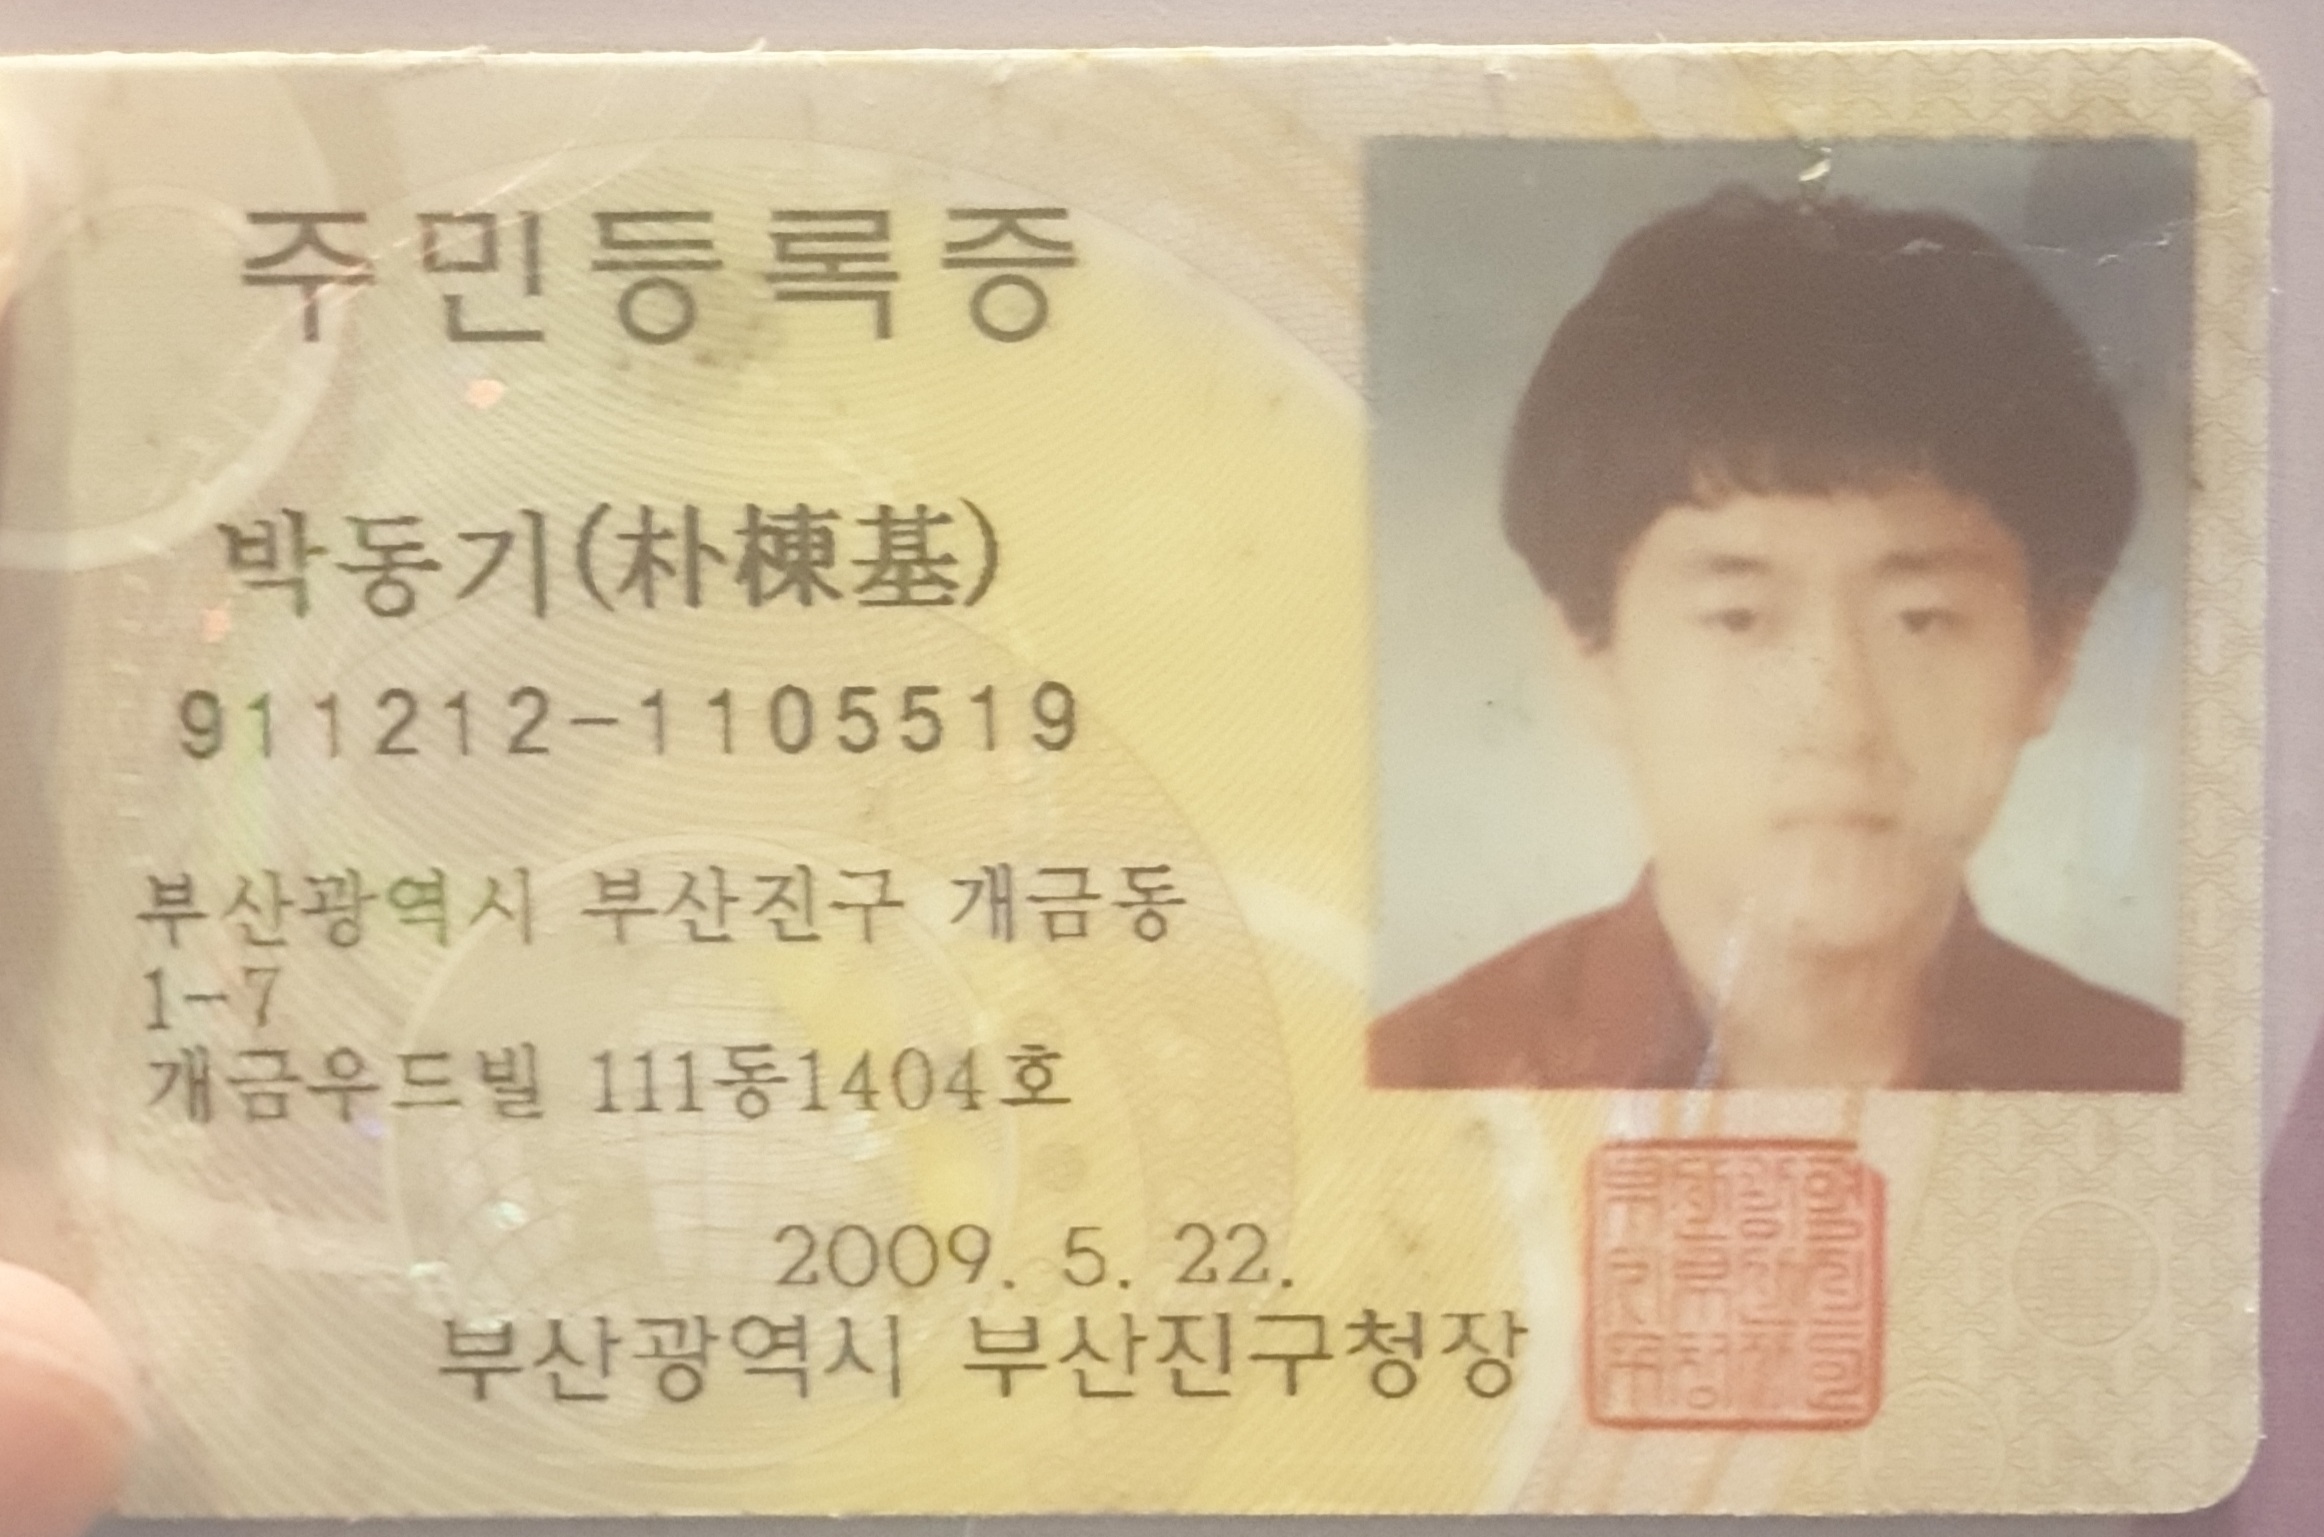 주민등록증
박동기(朴棟基)
911212-1105519
부산광역시 부산진구 개금동
1-7
개금우드빌 111동1404호
2009. 5. 22.
부산광역시 부산진구청장